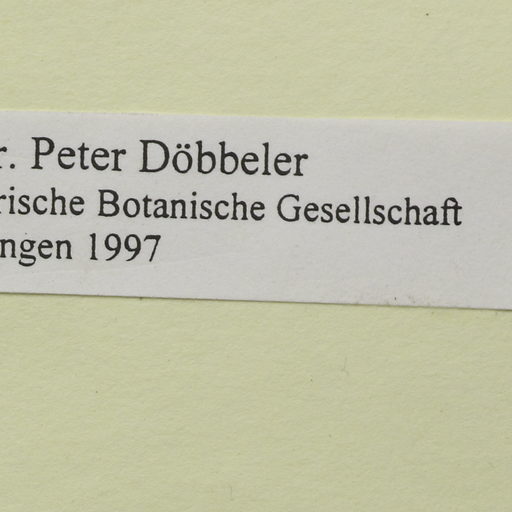 r. Peter Döbbeler
rische Botanische Gesellschaft
ngen 1997